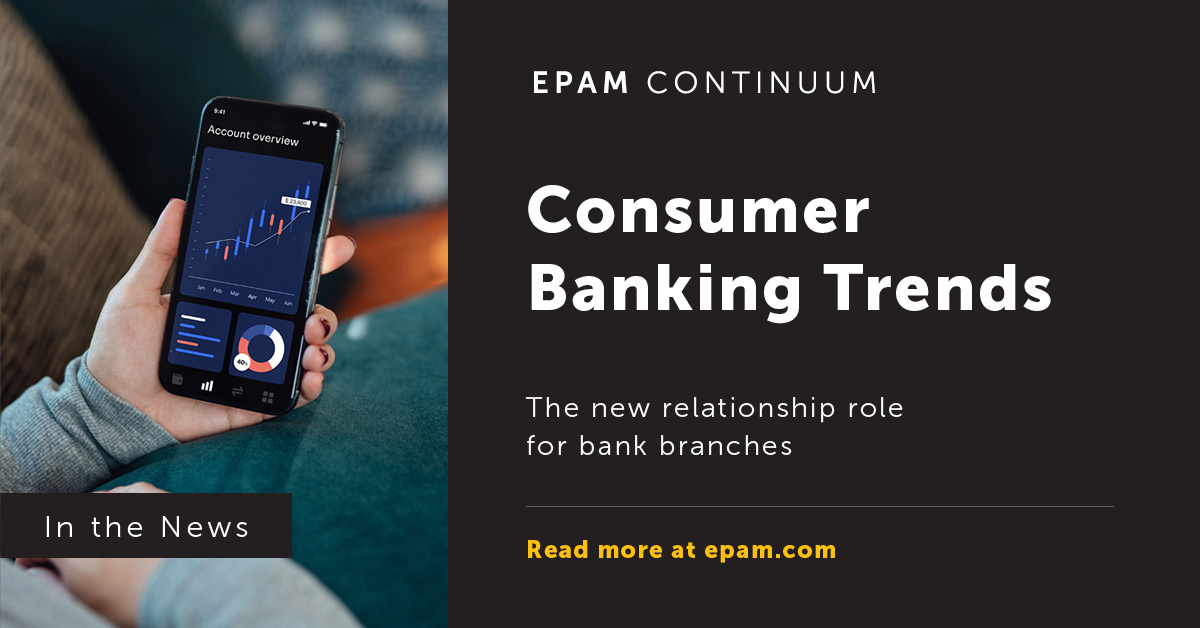 9:41
Account overview
$ 23,400
Jan Feb Mar Apr May Jun
40%
In the News
EPAM CONTINUUM
Consumer
Banking Trends
The new relationship role
for bank branches
Read more at epam.com